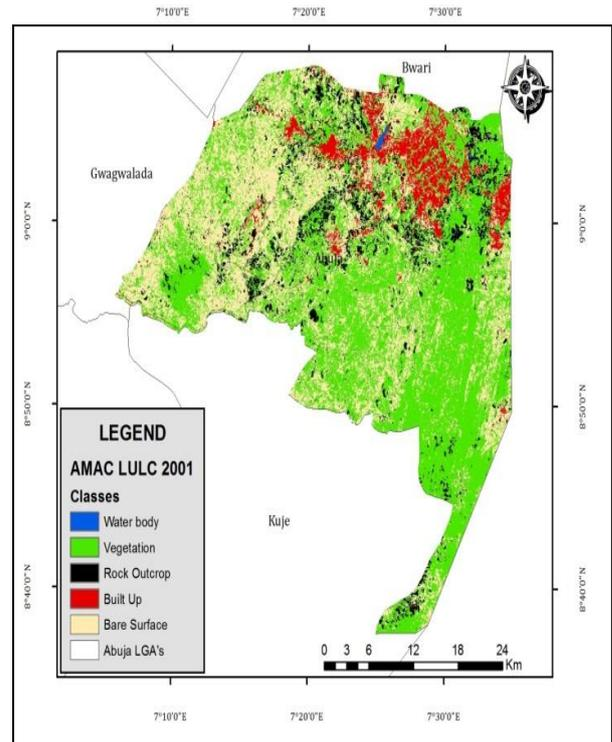 7°10'0"E 7°20'0"E 7°30'0"E
Bwari
Gwagwalada
9°0'0"N
9°0'0"N
8°50'0"N
8°50'0"N
LEGEND
AMAC LULC 2001
Classes
Water body
Vegetation
Rock Outcrop
Built Up
Bare Surface
Abuja LGA's
Kuje
8°40'0"N
8°40'0"N
0 3 6 12 18 24
Km
7°10'0"E 7°20'0"E 7°30'0"E